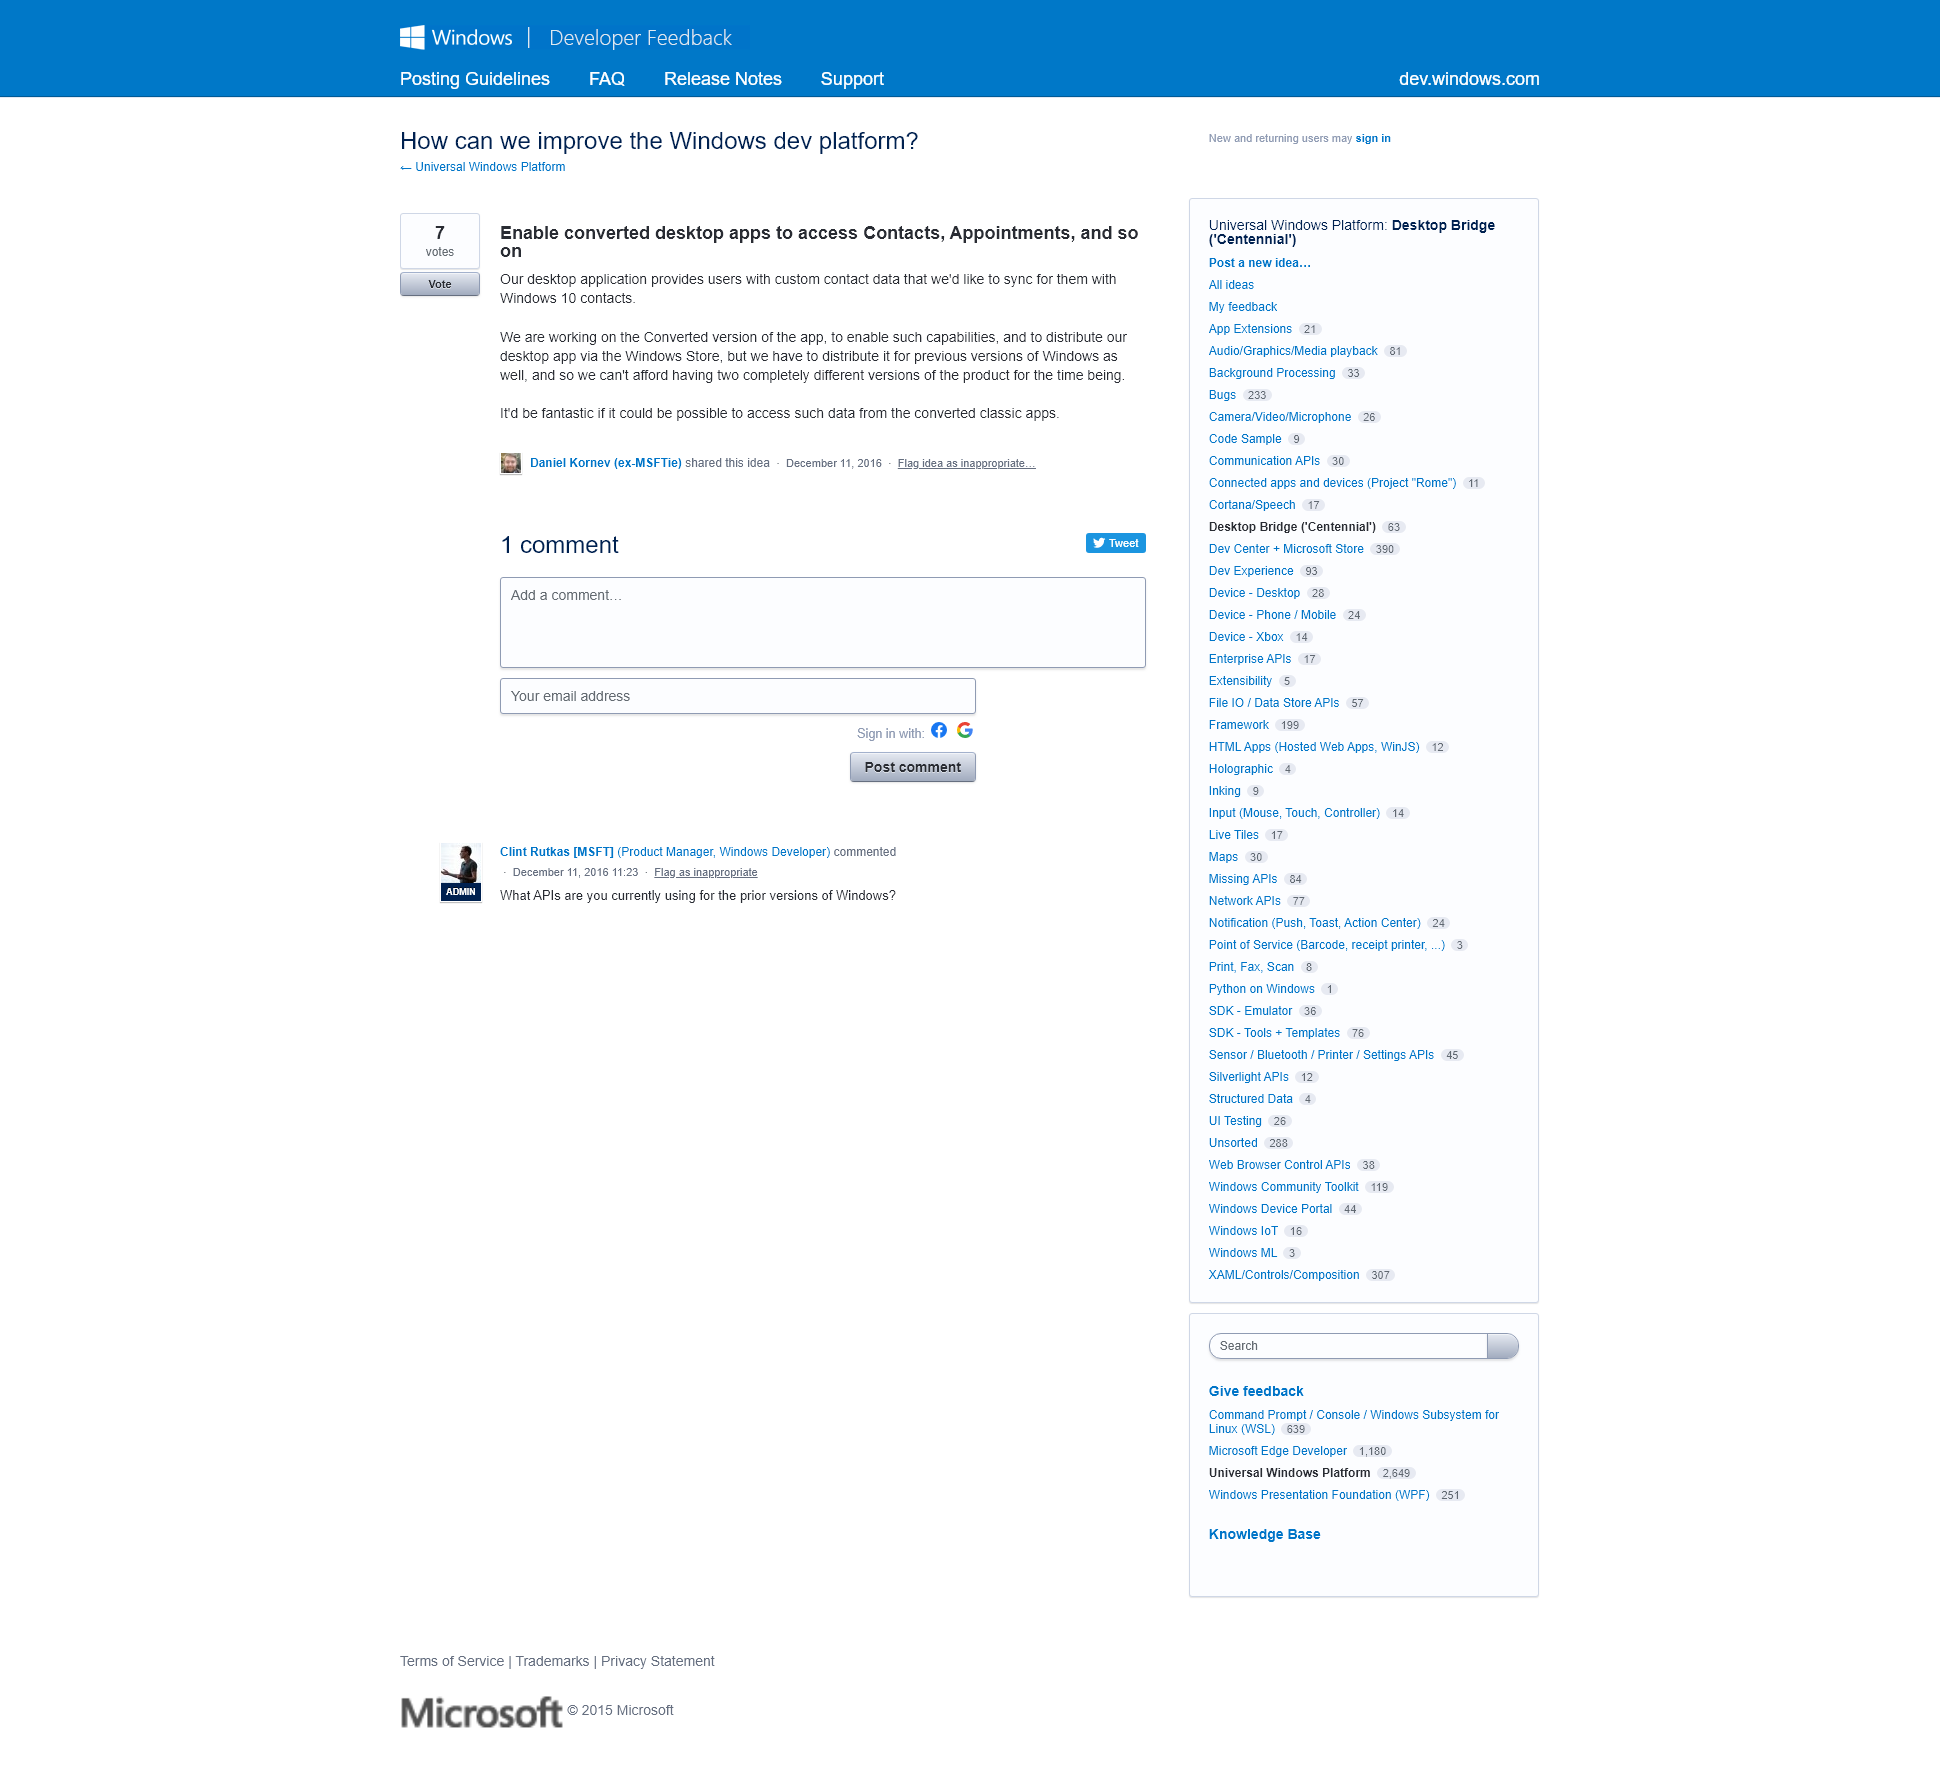 Windows | Developer Feedback
Posting Guidelines FAQ Release Notes Support dev.windows.com
How can we improve the Windows dev platform?
← Universal Windows Platform
New and returning users may sign in
7
votes
Vote
Enable converted desktop apps to access Contacts, Appointments, and so
on
Our desktop application provides users with custom contact data that we'd like to sync for them with
Windows 10 contacts.
We are working on the Converted version of the app, to enable such capabilities, and to distribute our
desktop app via the Windows Store, but we have to distribute it for previous versions of Windows as
well, and so we can't afford having two completely different versions of the product for the time being.
It'd be fantastic if it could be possible to access such data from the converted classic apps.
Daniel Kornev (ex-MSFTie) shared this idea · December 11, 2016 · Flag idea as inappropriate…
1 comment
Tweet
Add a comment…
Your email address
Sign in with:
Post comment
ADMIN
Clint Rutkas [MSFT] (Product Manager, Windows Developer) commented
· December 11, 2016 11:23 · Flag as inappropriate
What APIs are you currently using for the prior versions of Windows?
Universal Windows Platform: Desktop Bridge
('Centennial')
Post a new idea…
All ideas
My feedback
App Extensions 21
Audio/Graphics/Media playback 81
Background Processing 33
Bugs 233
Camera/Video/Microphone 26
Code Sample 9
Communication APIs 30
Connected apps and devices (Project "Rome") 11
Cortana/Speech 17
Desktop Bridge ('Centennial') 63
Dev Center + Microsoft Store 390
Dev Experience 93
Device - Desktop 28
Device - Phone / Mobile 24
Device - Xbox 14
Enterprise APIs 17
Extensibility 5
File IO / Data Store APIs 57
Framework 199
HTML Apps (Hosted Web Apps, WinJS) 12
Holographic 4
Inking 9
Input (Mouse, Touch, Controller) 14
Live Tiles 17
Maps 30
Missing APIs 84
Network APIs 77
Notification (Push, Toast, Action Center) 24
Point of Service (Barcode, receipt printer, ...) 3
Print, Fax, Scan 8
Python on Windows 1
SDK - Emulator 36
SDK - Tools + Templates 76
Sensor / Bluetooth / Printer / Settings APIs 45
Silverlight APIs 12
Structured Data 4
UI Testing 26
Unsorted 288
Web Browser Control APIs 38
Windows Community Toolkit 119
Windows Device Portal 44
Windows IoT 16
Windows ML 3
XAML/Controls/Composition 307
Search
Give feedback
Command Prompt / Console / Windows Subsystem for
Linux (WSL) 639
Microsoft Edge Developer 1,180
Universal Windows Platform 2,649
Windows Presentation Foundation (WPF) 251
Knowledge Base
Terms of Service | Trademarks | Privacy Statement
Microsoft © 2015 Microsoft